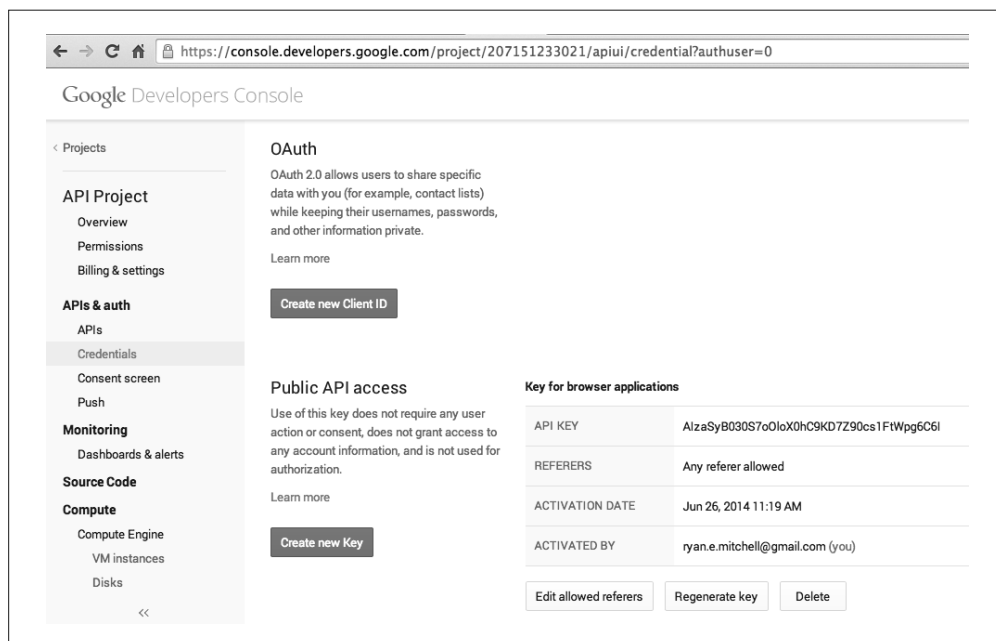 https://console.developers.google.com/project/207151233021/apiui/credential?authuser=0
Google Developers Console
< Projects
API Project
Overview
Permissions
Billing & settings
APIs & auth
APIs
Credentials
Consent screen
Push
Monitoring
Dashboards & alerts
Source Code
Compute
Compute Engine
VM instances
Disks
<<
OAuth
OAuth 2.0 allows users to share specific
data with you (for example, contact lists)
while keeping their usernames, passwords,
and other information private.
Learn more
Create new Client ID
Public API access
Use of this key does not require any user
action or consent, does not grant access to
any account information, and is not used for
authorization.
Learn more
Create new Key
Key for browser applications
API KEY AIzaSyB030S7oOloX0hC9KD7Z90cs1FtWpg6C6I
REFERERS Any referer allowed
ACTIVATION DATE Jun 26, 2014 11:19 AM
ACTIVATED BY ryan.e.mitchell@gmail.com (you)
Edit allowed referers Regenerate key Delete